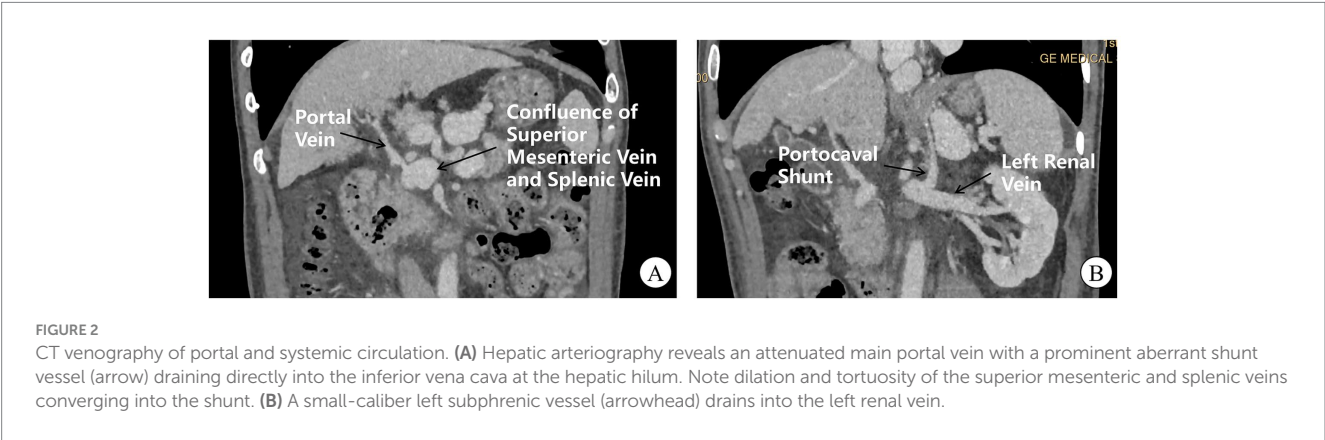 Portal
Vein
Confluence of
Superior
Mesenteric Vein
and Splenic Vein
A
GE MEDICAL
00
Portocaval
Shunt
Left Renal
Vein
B
FIGURE 2
CT venography of portal and systemic circulation. (A) Hepatic arteriography reveals an attenuated main portal vein with a prominent aberrant shunt
vessel (arrow) draining directly into the inferior vena cava at the hepatic hilum. Note dilation and tortuosity of the superior mesenteric and splenic veins
converging into the shunt. (B) A small-caliber left subphrenic vessel (arrowhead) drains into the left renal vein.